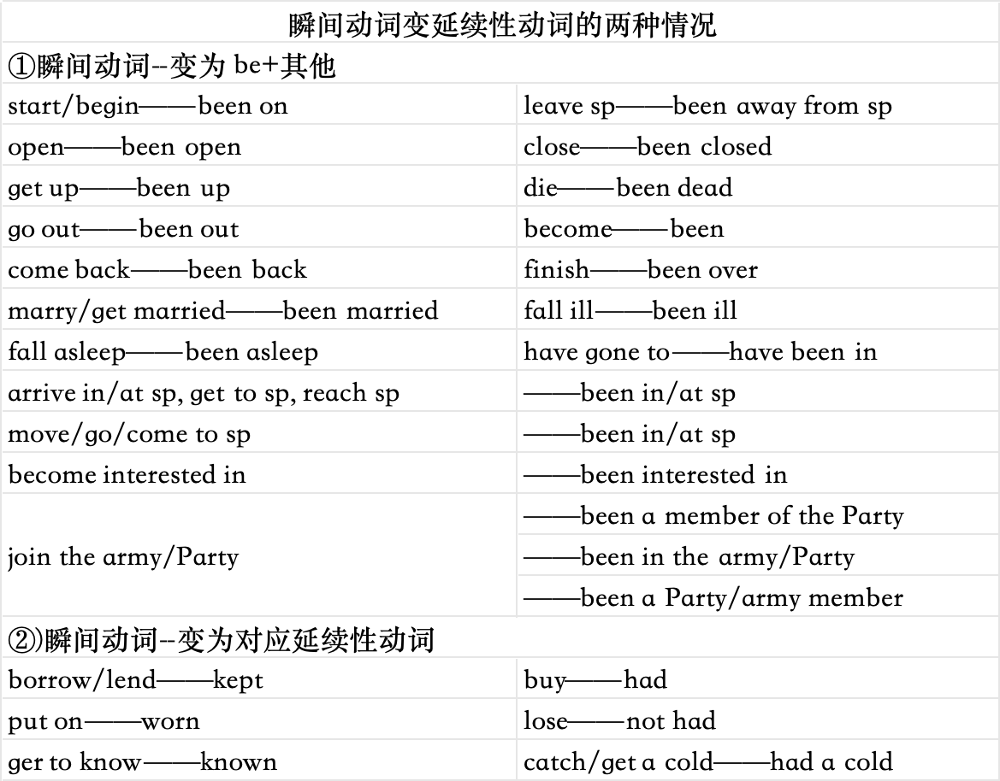 瞬间动词变延续性动词的两种情况
①瞬间动词--变为 be+其他
start/begin——been on
leave sp——been away from sp
open——been open
close——been closed
get up——been up
die——been dead
go out——been out
become——been
come back——been back
finish——been over
marry/get married——been married
fall ill——been ill
fall asleep——been asleep
have gone to——have been in
arrive in/at sp, get to sp, reach sp
——been in/at sp
move/go/come to sp
——been in/at sp
become interested in
——been interested in
join the army/Party
——been a member of the Party
——been in the army/Party
——been a Party/army member
②)瞬间动词--变为对应延续性动词
borrow/lend——kept
buy——had
put on——worn
lose——not had
ger to know——known
catch/get a cold——had a cold